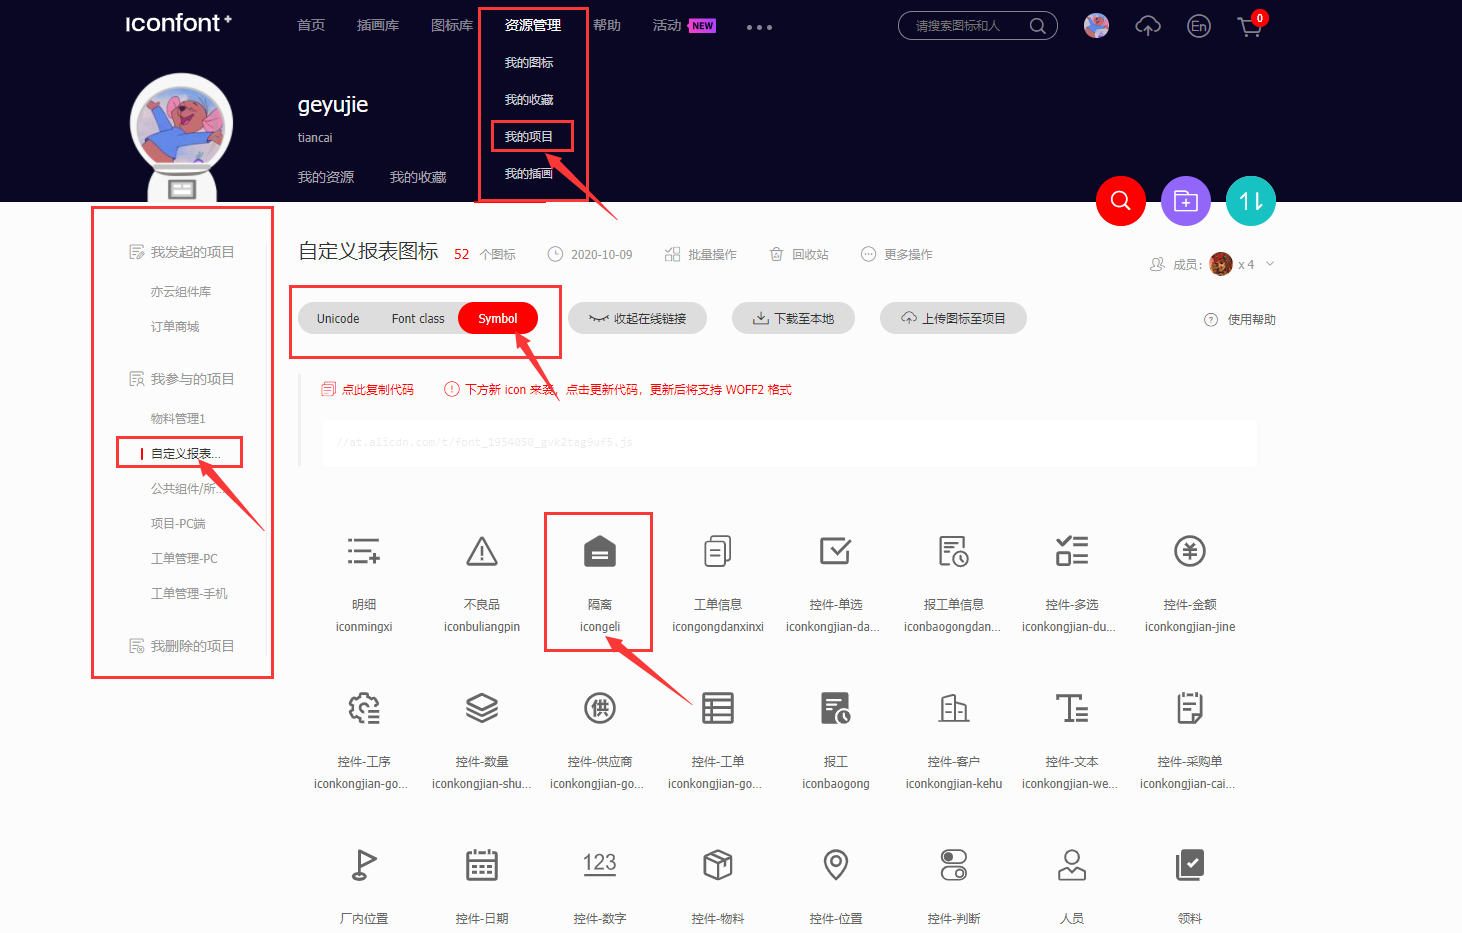 iconfont+
首页 插画库 图标库 资源管理 帮助 活动 NEW
请搜索图标和人
En
0
我的图标
我的收藏
我的项目
我的插画
geyujie
tiancai
我的资源 我的收藏
我发起的项目
亦云组件库
订单商城
我参与的项目
物料管理1
自定义报表...
公共组件/所...
项目-PC端
工单管理-PC
工单管理-手机
我删除的项目
自定义报表图标 52 个图标 2020-10-09 批量操作 回收站 更多操作
成员: x 4
Unicode Font class Symbol 收起在线链接 下载至本地 上传图标至项目 使用帮助
点此复制代码 下方新 icon 来袭，点击更新代码，更新后将支持 WOFF2 格式
//at.alicdn.com/t/font_1954050_gvk2tag9uf5.js
明细 不良品 隔离 工单信息 控件-单选 报工单信息 控件-多选 控件-金额
iconmingxi iconbuliangpin icongeli icongongdanxinxi iconkongjian-da... iconbaogongdan... iconkongjian-du... iconkongjian-jine
供
控件-工序 控件-数量 控件-供应商 控件-工单 报工 控件-客户 控件-文本 控件-采购单
iconkongjian-go... iconkongjian-shu... iconkongjian-go... iconkongjian-go... iconbaogong iconkongjian-kehu iconkongjian-we... iconkongjian-cai...
123
厂内位置 控件-日期 控件-数字 控件-物料 控件-位置 控件-判断 人员 领料